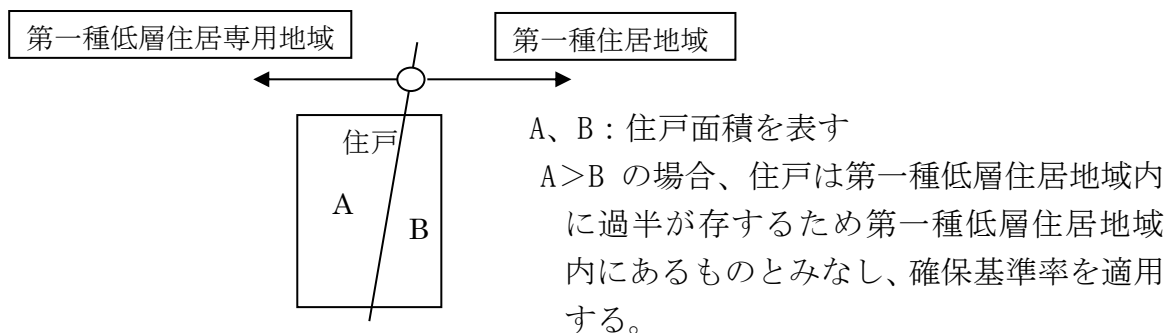 第一種低層住居専用地域
第一種住居地域
住戸
A
B
A、B：住戸面積を表す
A＞B の場合、住戸は第一種低層住居地域内
に過半が存するため第一種低層住居地域
内にあるものとみなし、確保基準率を適用
する。